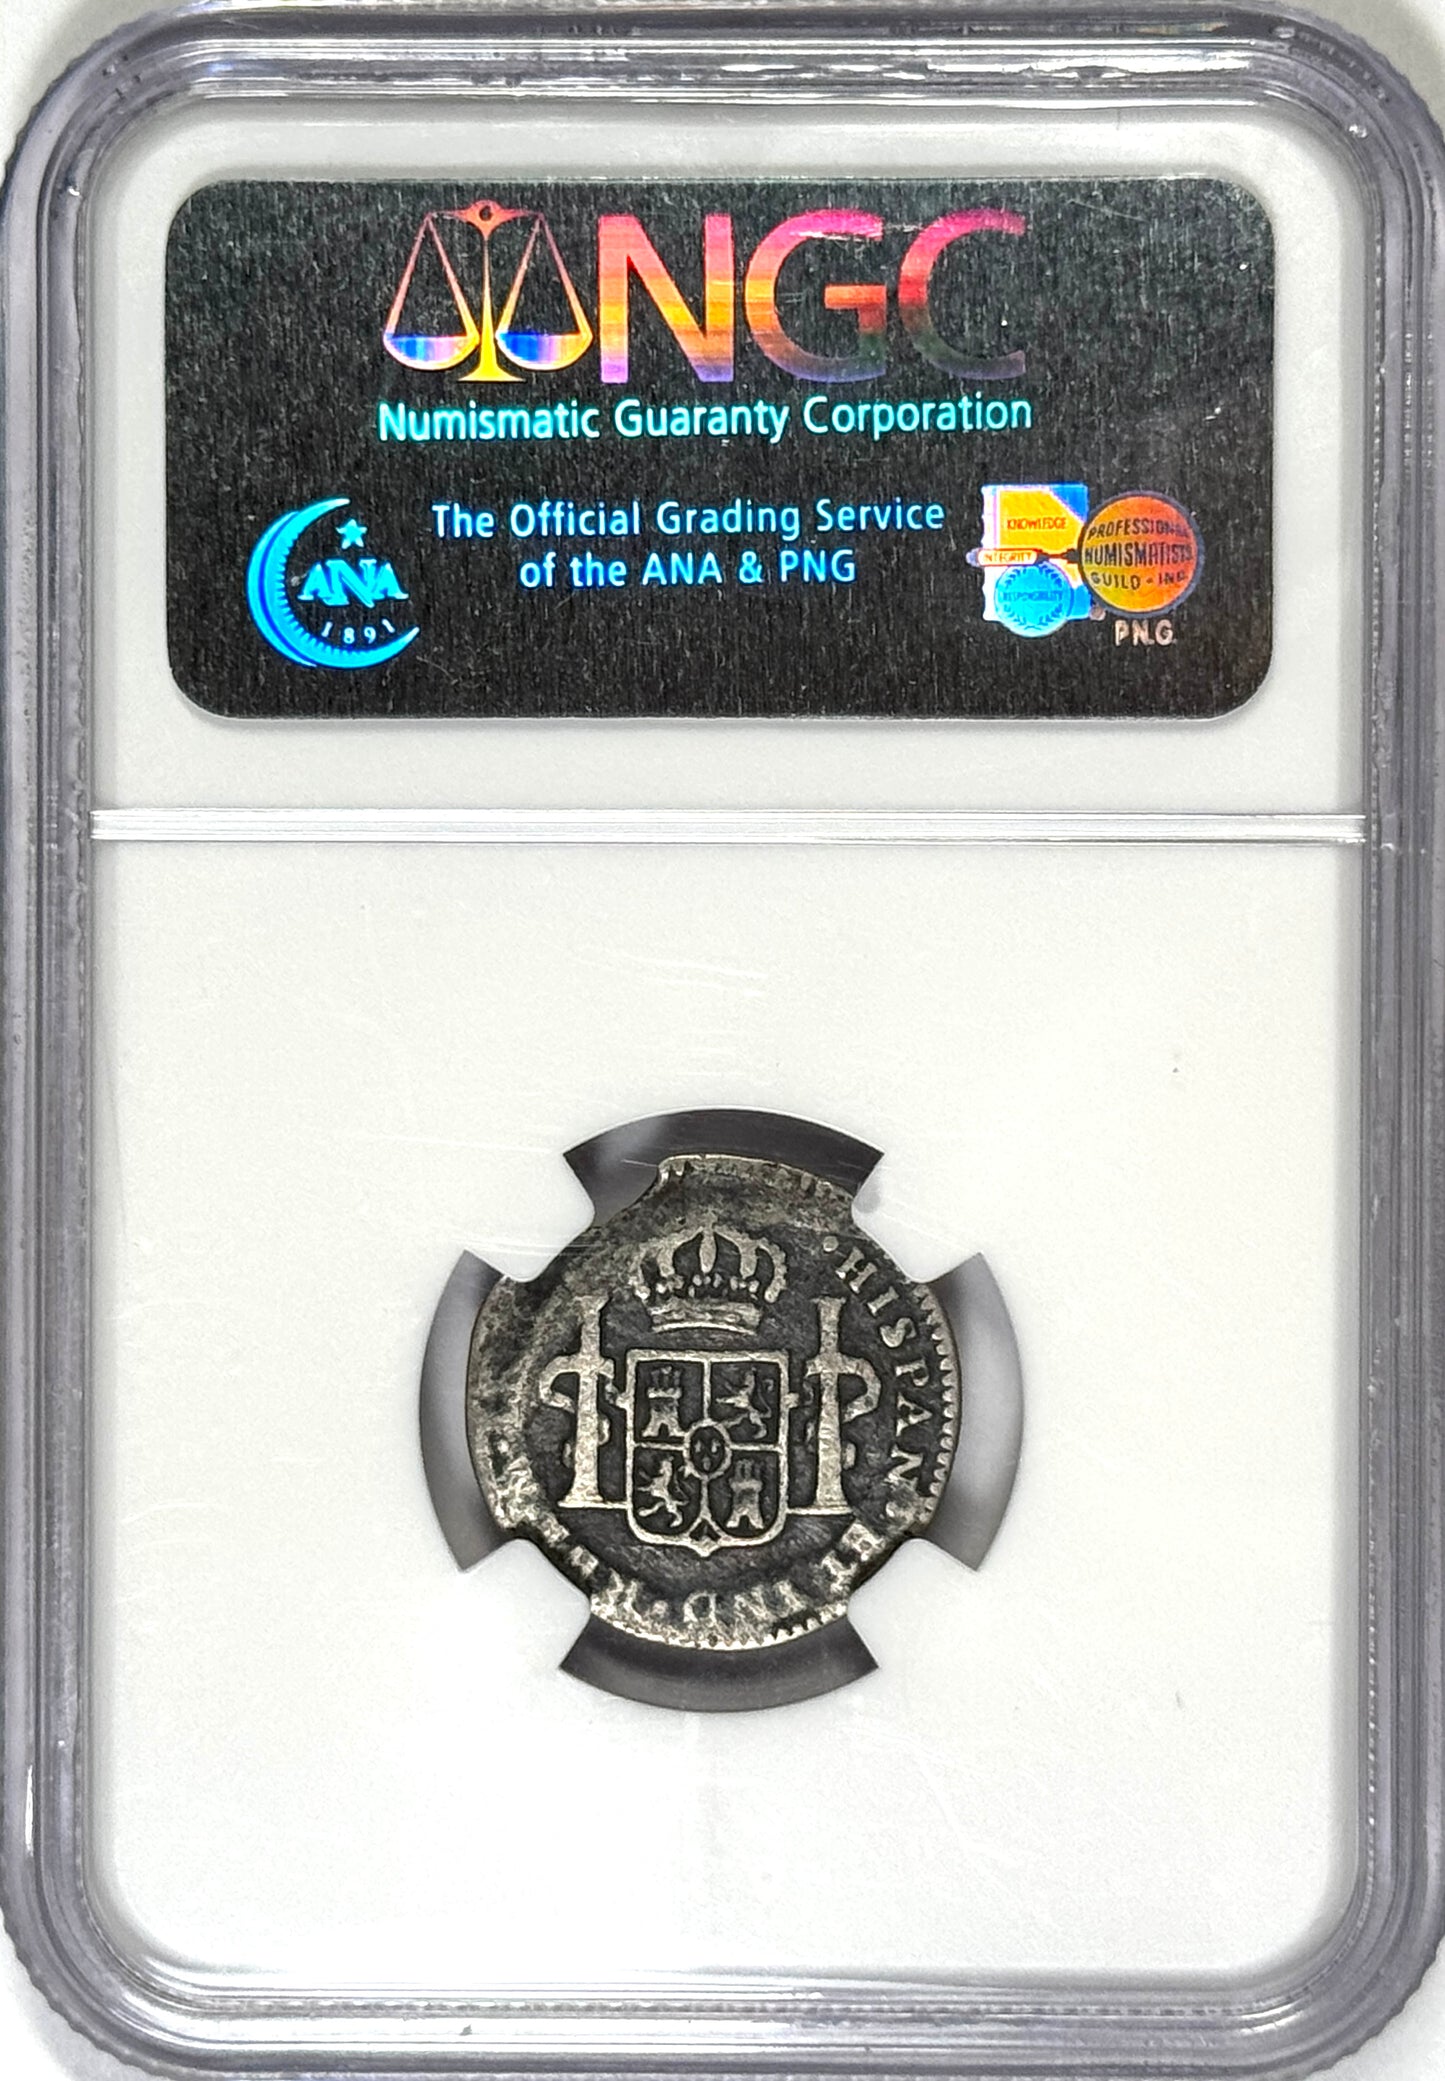 NGC
Numismatic Guaranty Corporation
The Official Grading Service
of the ANA & PNG
ANA
1891
KNOWLEDGE
INTEGRITY
RESPONSIBILITY
PROFESSIONAL
NUMISMATISTS
GUILD - INC.
P.N.G.
· HISPAN · ET IND · R